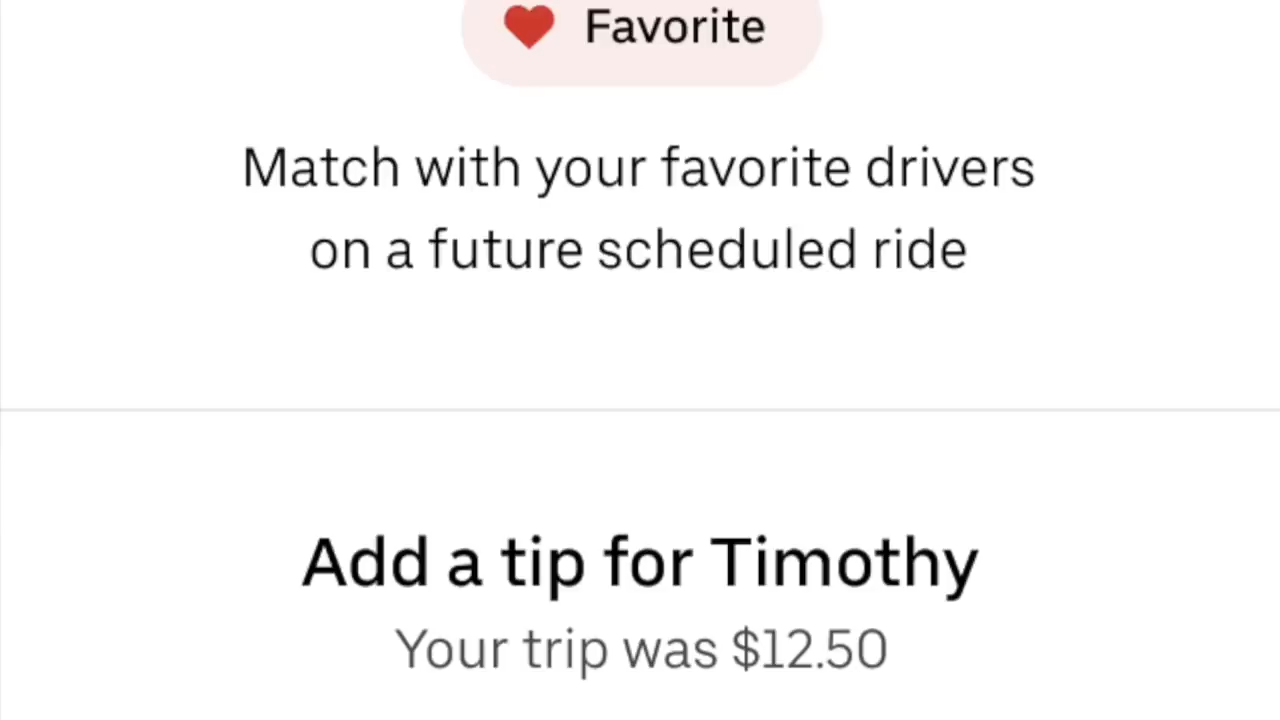 Favorite
Match with your favorite drivers
on a future scheduled ride
Add a tip for Timothy
Your trip was $12.50